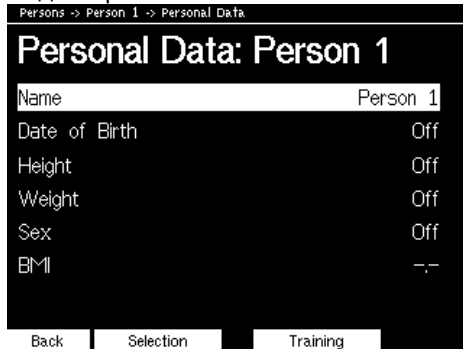 Persons -> Person 1 -> Personal Data
Personal Data: Person 1
Name Person 1
Date of Birth Off
Height Off
Weight Off
Sex Off
BMI -.-
Back Selection Training